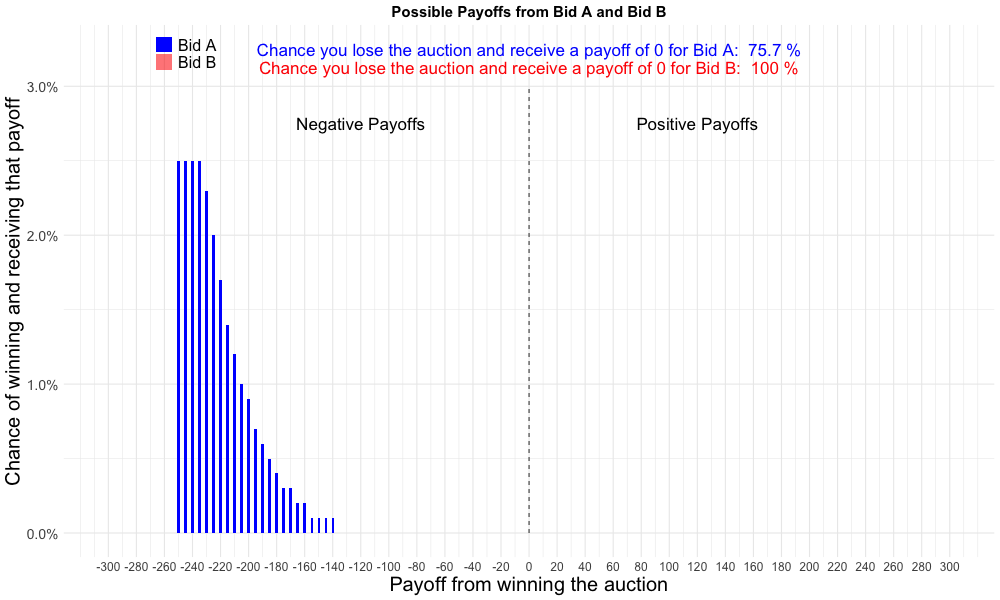 Possible Payoffs from Bid A and Bid B
Bid A
Bid B
Chance you lose the auction and receive a payoff of 0 for Bid A:  75.7 %
Chance you lose the auction and receive a payoff of 0 for Bid B:  100 %
Negative Payoffs
Positive Payoffs
Chance of winning and receiving that payoff
3.0%
2.0%
1.0%
0.0%
-300 -280 -260 -240 -220 -200 -180 -160 -140 -120 -100 -80 -60 -40 -20 0 20 40 60 80 100 120 140 160 180 200 220 240 260 280 300
Payoff from winning the auction